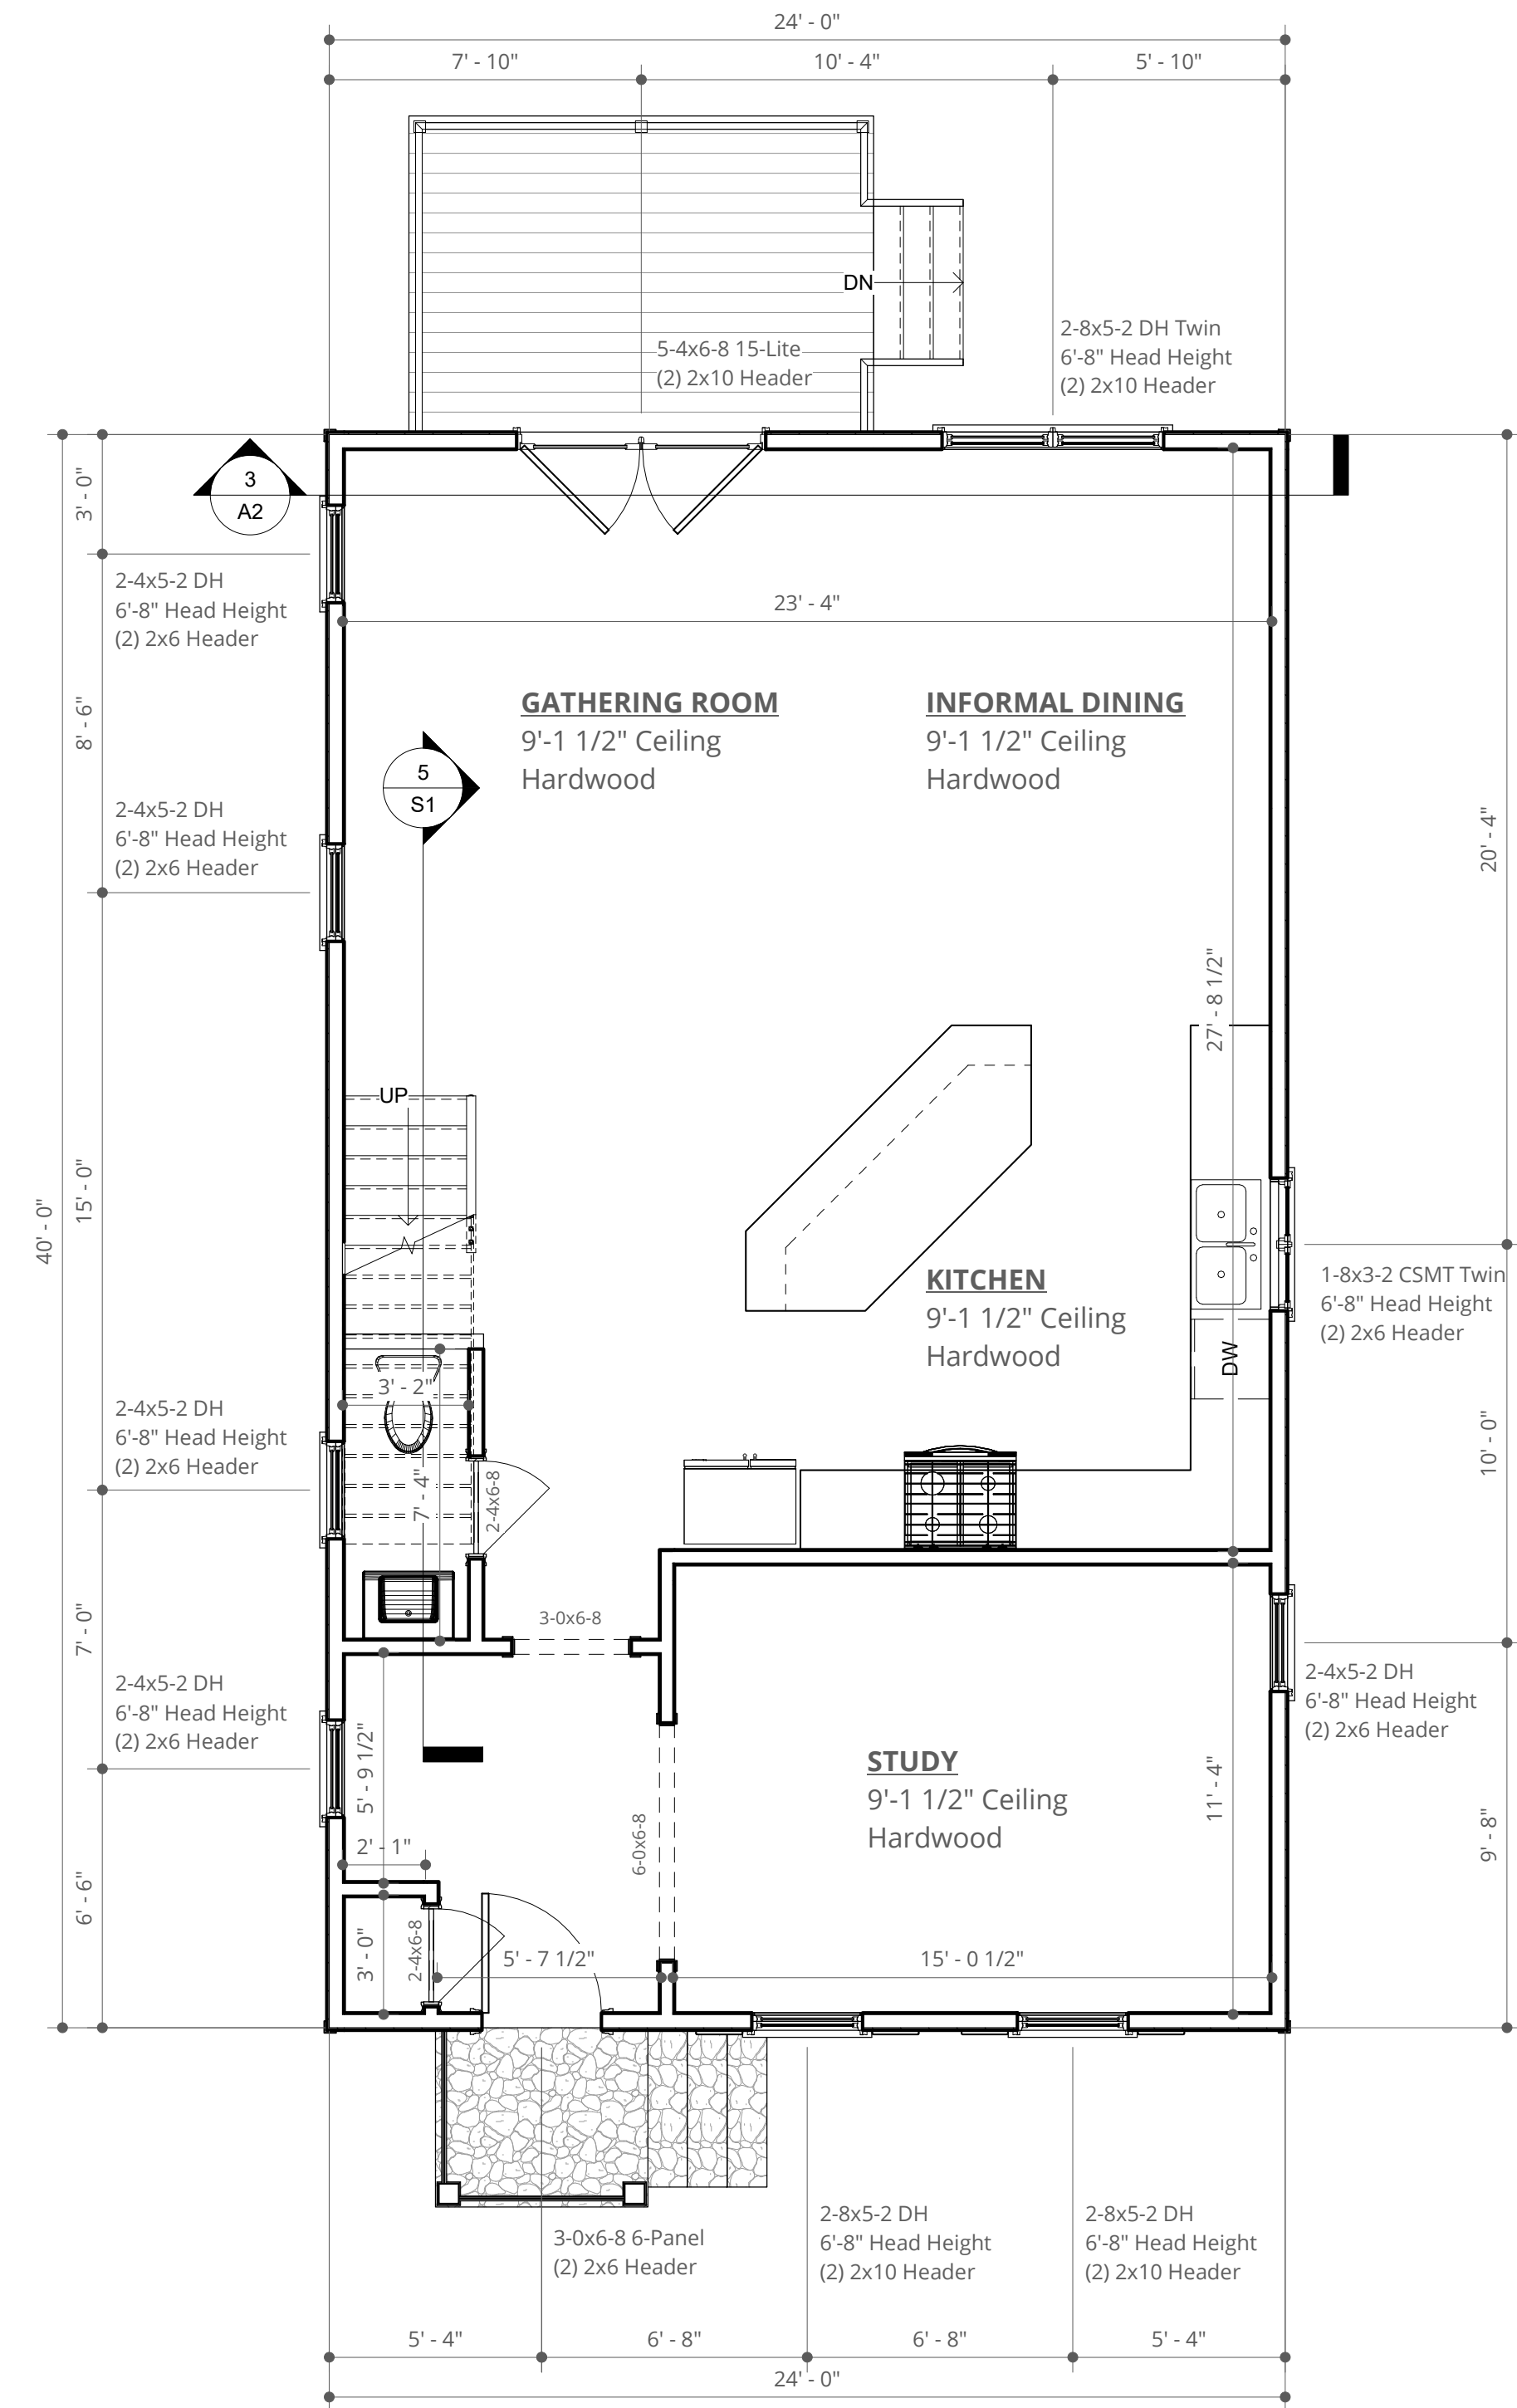 24' - 0"
7' - 10"
10' - 4"
5' - 10"
DN
5-4x6-8 15-Lite
(2) 2x10 Header
2-8x5-2 DH Twin
6'-8" Head Height
(2) 2x10 Header
3
A2
3' - 0"
2-4x5-2 DH
6'-8" Head Height
(2) 2x6 Header
23' - 4"
8' - 6"
GATHERING ROOM
9'-1 1/2" Ceiling
Hardwood
INFORMAL DINING
9'-1 1/2" Ceiling
Hardwood
5
S1
2-4x5-2 DH
6'-8" Head Height
(2) 2x6 Header
20' - 4"
27' - 8 1/2"
UP
15' - 0"
40' - 0"
KITCHEN
9'-1 1/2" Ceiling
Hardwood
1-8x3-2 CSMT Twin
6'-8" Head Height
(2) 2x6 Header
DW
3' - 2"
2-4x5-2 DH
6'-8" Head Height
(2) 2x6 Header
7' - 4"
2-4x6-8
10' - 0"
3-0x6-8
7' - 0"
2-4x5-2 DH
6'-8" Head Height
(2) 2x6 Header
2-4x5-2 DH
6'-8" Head Height
(2) 2x6 Header
5' - 9 1/2"
STUDY
9'-1 1/2" Ceiling
Hardwood
11' - 4"
6-0x6-8
9' - 8"
2' - 1"
6' - 6"
3' - 0"
2-4x6-8
5' - 7 1/2"
15' - 0 1/2"
3-0x6-8 6-Panel
(2) 2x6 Header
2-8x5-2 DH
6'-8" Head Height
(2) 2x10 Header
2-8x5-2 DH
6'-8" Head Height
(2) 2x10 Header
5' - 4"
6' - 8"
6' - 8"
5' - 4"
24' - 0"